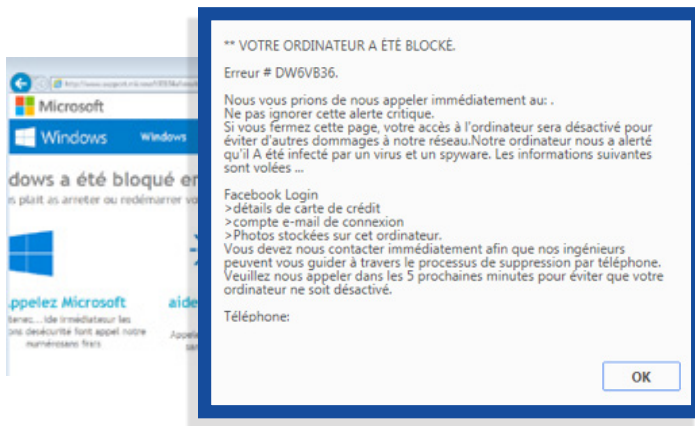 Microsoft
Windows Windows
dows a été bloqué er
s plait as arreter ou redémarrer vo
ppelez Microsoft aide
numérosans frais
** VOTRE ORDINATEUR A ÉTÉ BLOCKÉ.
Erreur # DW6VB36.
Nous vous prions de nous appeler immédiatement au: .
Ne pas ignorer cette alerte critique.
Si vous fermez cette page, votre accès à l'ordinateur sera désactivé pour
éviter d'autres dommages à notre réseau.Notre ordinateur nous a alerté
qu'il A été infecté par un virus et un spyware. Les informations suivantes
sont volées ...
Facebook Login
>détails de carte de crédit
>compte e-mail de connexion
>Photos stockées sur cet ordinateur.
Vous devez nous contacter immédiatement afin que nos ingénieurs
peuvent vous guider à travers le processus de suppression par téléphone.
Veuillez nous appeler dans les 5 prochaines minutes pour éviter que votre
ordinateur ne soit désactivé.
Téléphone:
OK